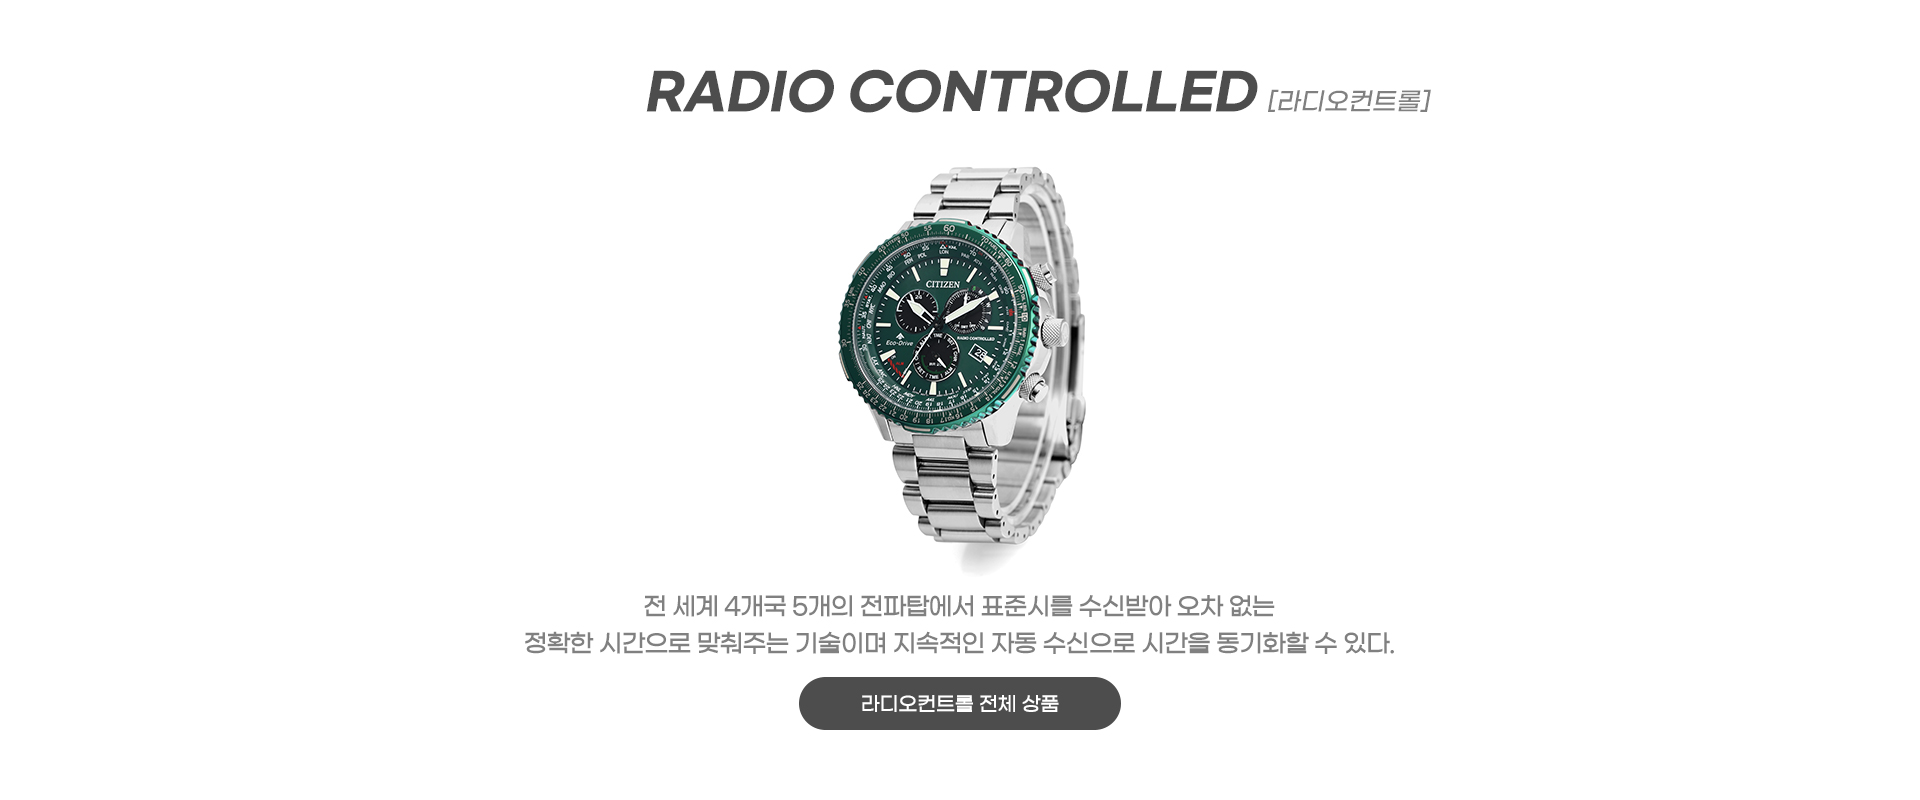 RADIO CONTROLLED [라디오컨트롤]
CITIZEN
Eco-Drive
RADIO CONTROLLED
전 세계 4개국 5개의 전파탑에서 표준시를 수신받아 오차 없는
정확한 시간으로 맞춰주는 기술이며 지속적인 자동 수신으로 시간을 동기화할 수 있다.
라디오컨트롤 전체 상품